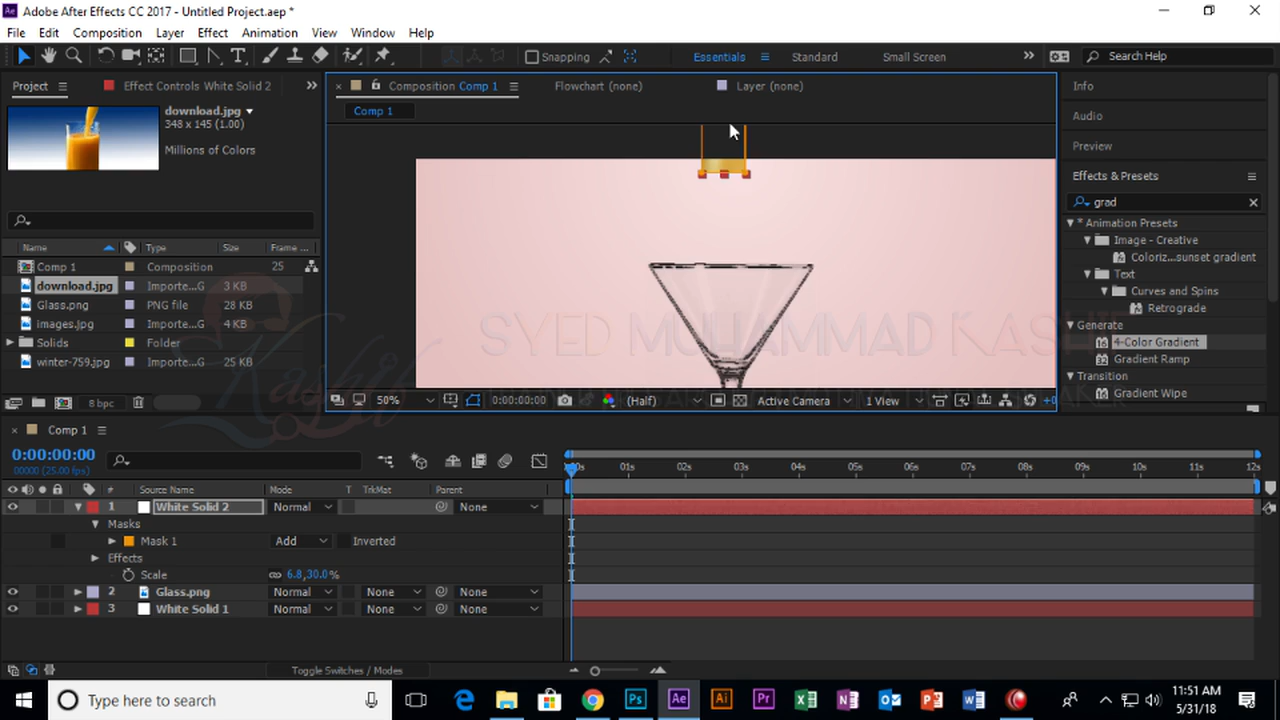 Adobe After Effects CC 2017 - Untitled Project.aep *
File Edit Composition Layer Effect Animation View Window Help
Snapping Essentials Standard Small Screen Search Help
Project Effect Controls White Solid 2
Composition Comp 1 Flowchart (none) Layer (none)
Comp 1
download.jpg
348 x 145 (1.00)
Millions of Colors
Name Type Size Frame ...
Comp 1 Composition 25
download.jpg Importe...G 3 KB
Glass.png PNG file 28 KB
images.jpg Importe...G 4 KB
Solids Folder
winter-759.jpg Importe...G 25 KB
8 bpc
SYED MUHAMMAD KASHIF
Kashif
50% 0:00:00:00 (Half) Active Camera 1 View +0
Info
Audio
Preview
Effects & Presets
grad
* Animation Presets
Image - Creative
Coloriz...sunset gradient
Text
Curves and Spins
Retrograde
Generate
4-Color Gradient
Gradient Ramp
Transition
Gradient Wipe
Comp 1
0:00:00:00
00000 (25.00 fps)
# Source Name Mode T TrkMat Parent
00s 01s 02s 03s 04s 05s 06s 07s 08s 09s 10s 11s 12s
1 White Solid 2 Normal None
Masks
Mask 1 Add Inverted
Effects
Scale 6.8,30.0%
2 Glass.png Normal None None
3 White Solid 1 Normal None None
Toggle Switches / Modes
Type here to search
11:51 AM
5/31/18